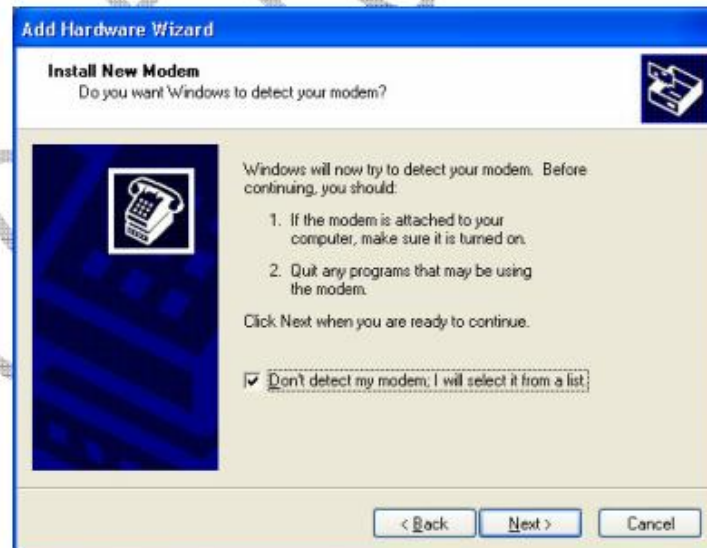 Add Hardware Wizard
Install New Modem
Do you want Windows to detect your modem?
Windows will now try to detect your modem. Before
continuing, you should:
1. If the modem is attached to your
computer, make sure it is turned on.
2. Quit any programs that may be using
the modem.
Click Next when you are ready to continue.
Don't detect my modem; I will select it from a list.
< Back Next > Cancel